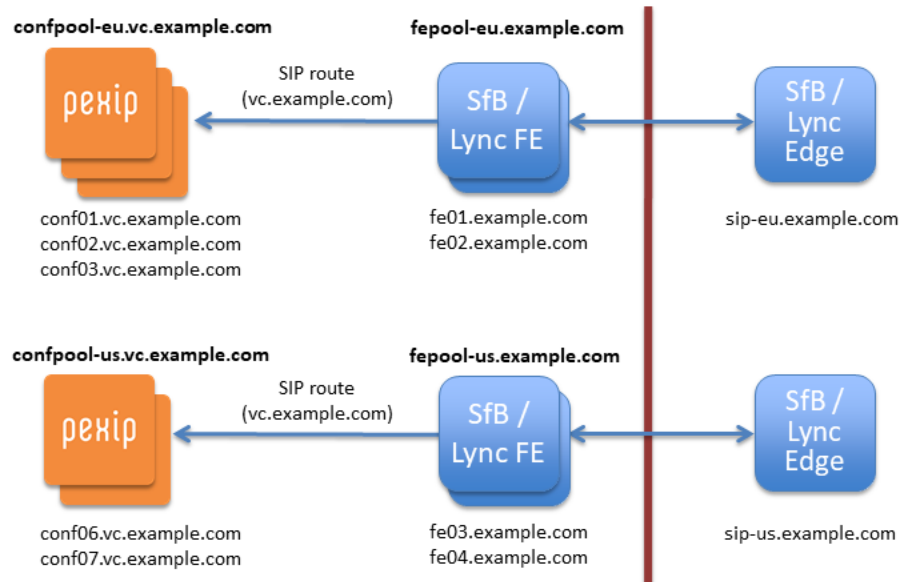 confpool-eu.vc.example.com
fepool-eu.example.com
pexip
SIP route
(vc.example.com)
SfB /
Lync FE
SfB /
Lync
Edge
conf01.vc.example.com
conf02.vc.example.com
conf03.vc.example.com
fe01.example.com
fe02.example.com
sip-eu.example.com
confpool-us.vc.example.com
fepool-us.example.com
pexip
SIP route
(vc.example.com)
SfB /
Lync FE
SfB /
Lync
Edge
conf06.vc.example.com
conf07.vc.example.com
fe03.example.com
fe04.example.com
sip-us.example.com